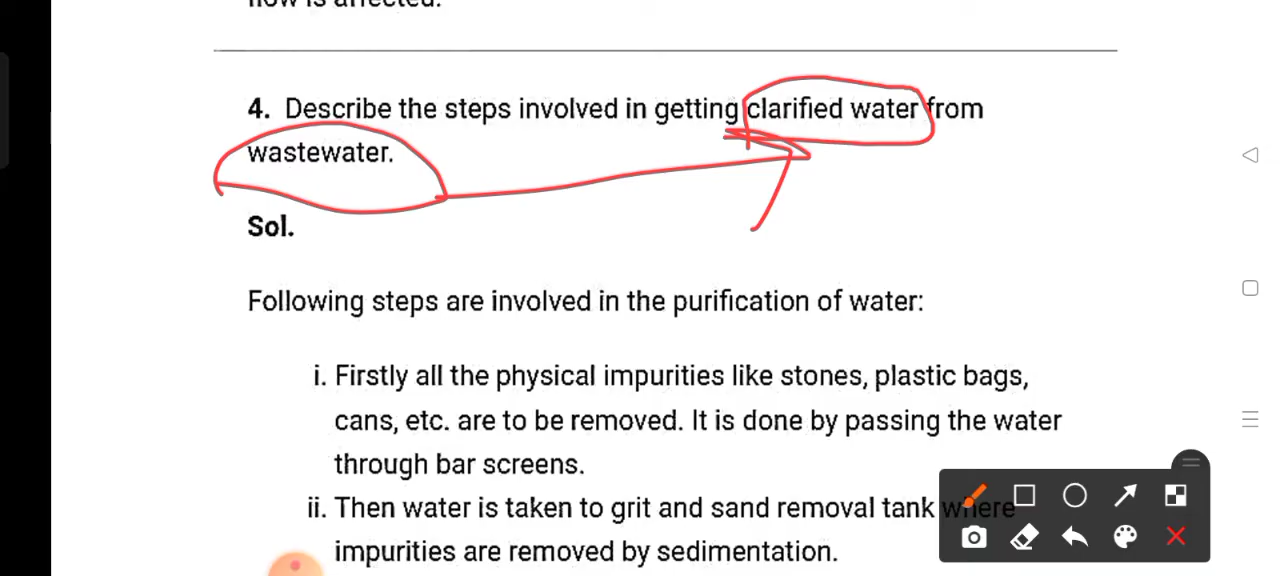 now is affected.
4. Describe the steps involved in getting clarified water from
wastewater.
Sol.
Following steps are involved in the purification of water:
i. Firstly all the physical impurities like stones, plastic bags,
cans, etc. are to be removed. It is done by passing the water
through bar screens.
ii. Then water is taken to grit and sand removal tank where
impurities are removed by sedimentation.